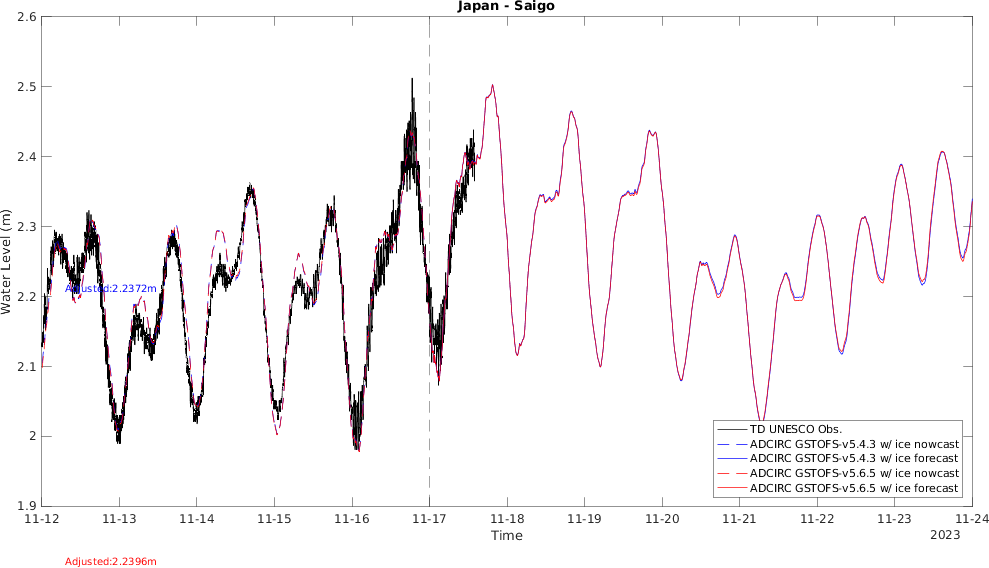 Japan - Saigo
2.6
2.5
2.4
2.3
2.2
2.1
2
1.9
Water Level (m)
Adjusted:2.2372m
TD UNESCO Obs.
ADCIRC GSTOFS-v5.4.3 w/ ice nowcast
ADCIRC GSTOFS-v5.4.3 w/ ice forecast
ADCIRC GSTOFS-v5.6.5 w/ ice nowcast
ADCIRC GSTOFS-v5.6.5 w/ ice forecast
11-12 11-13 11-14 11-15 11-16 11-17 11-18 11-19 11-20 11-21 11-22 11-23 11-24
Time
2023
Adjusted:2.2396m